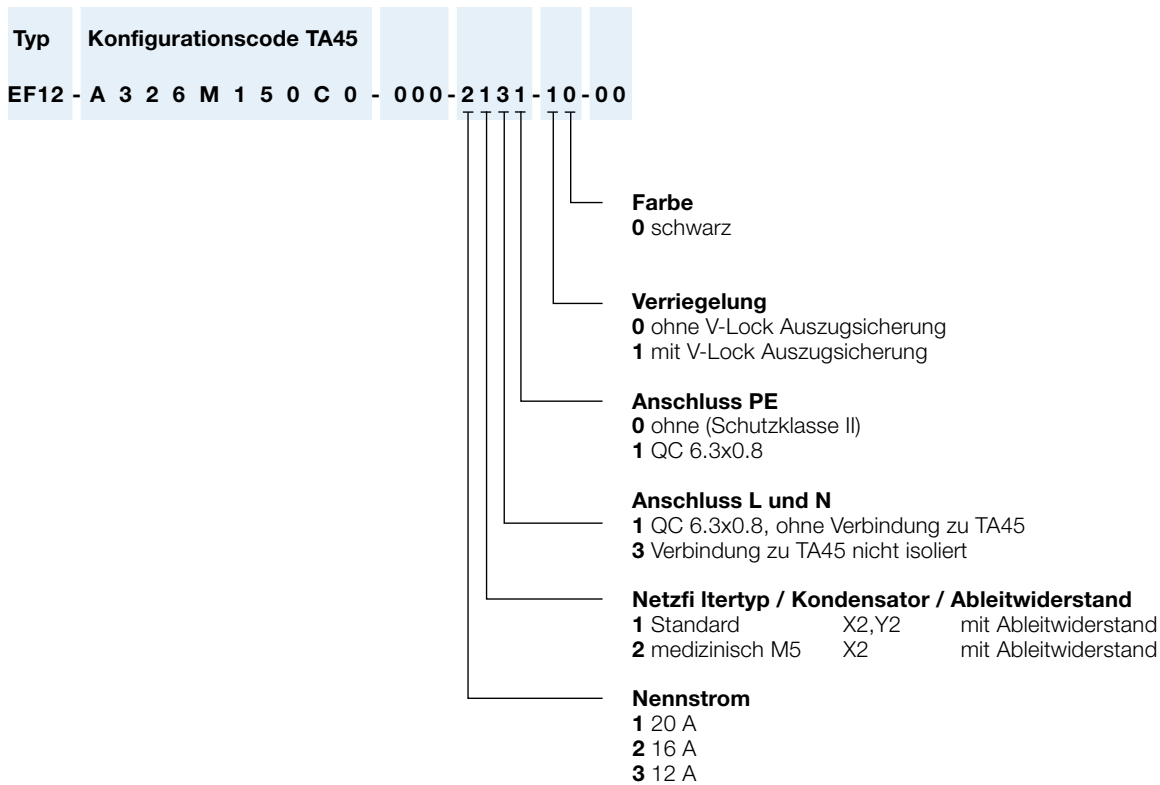 Typ Konfigurationscode TA45
EF12 - A 3 2 6 M 1 5 0 C 0 - 0 0 0 - 2 1 3 1 - 1 0 - 0 0
Farbe
0 schwarz
Verriegelung
0 ohne V-Lock Auszugsicherung
1 mit V-Lock Auszugsicherung
Anschluss PE
0 ohne (Schutzklasse II)
1 QC 6.3x0.8
Anschluss L und N
1 QC 6.3x0.8, ohne Verbindung zu TA45
3 Verbindung zu TA45 nicht isoliert
Netzfi ltertyp / Kondensator / Ableitwiderstand
1 Standard X2,Y2 mit Ableitwiderstand
2 medizinisch M5 X2 mit Ableitwiderstand
Nennstrom
1 20 A
2 16 A
3 12 A